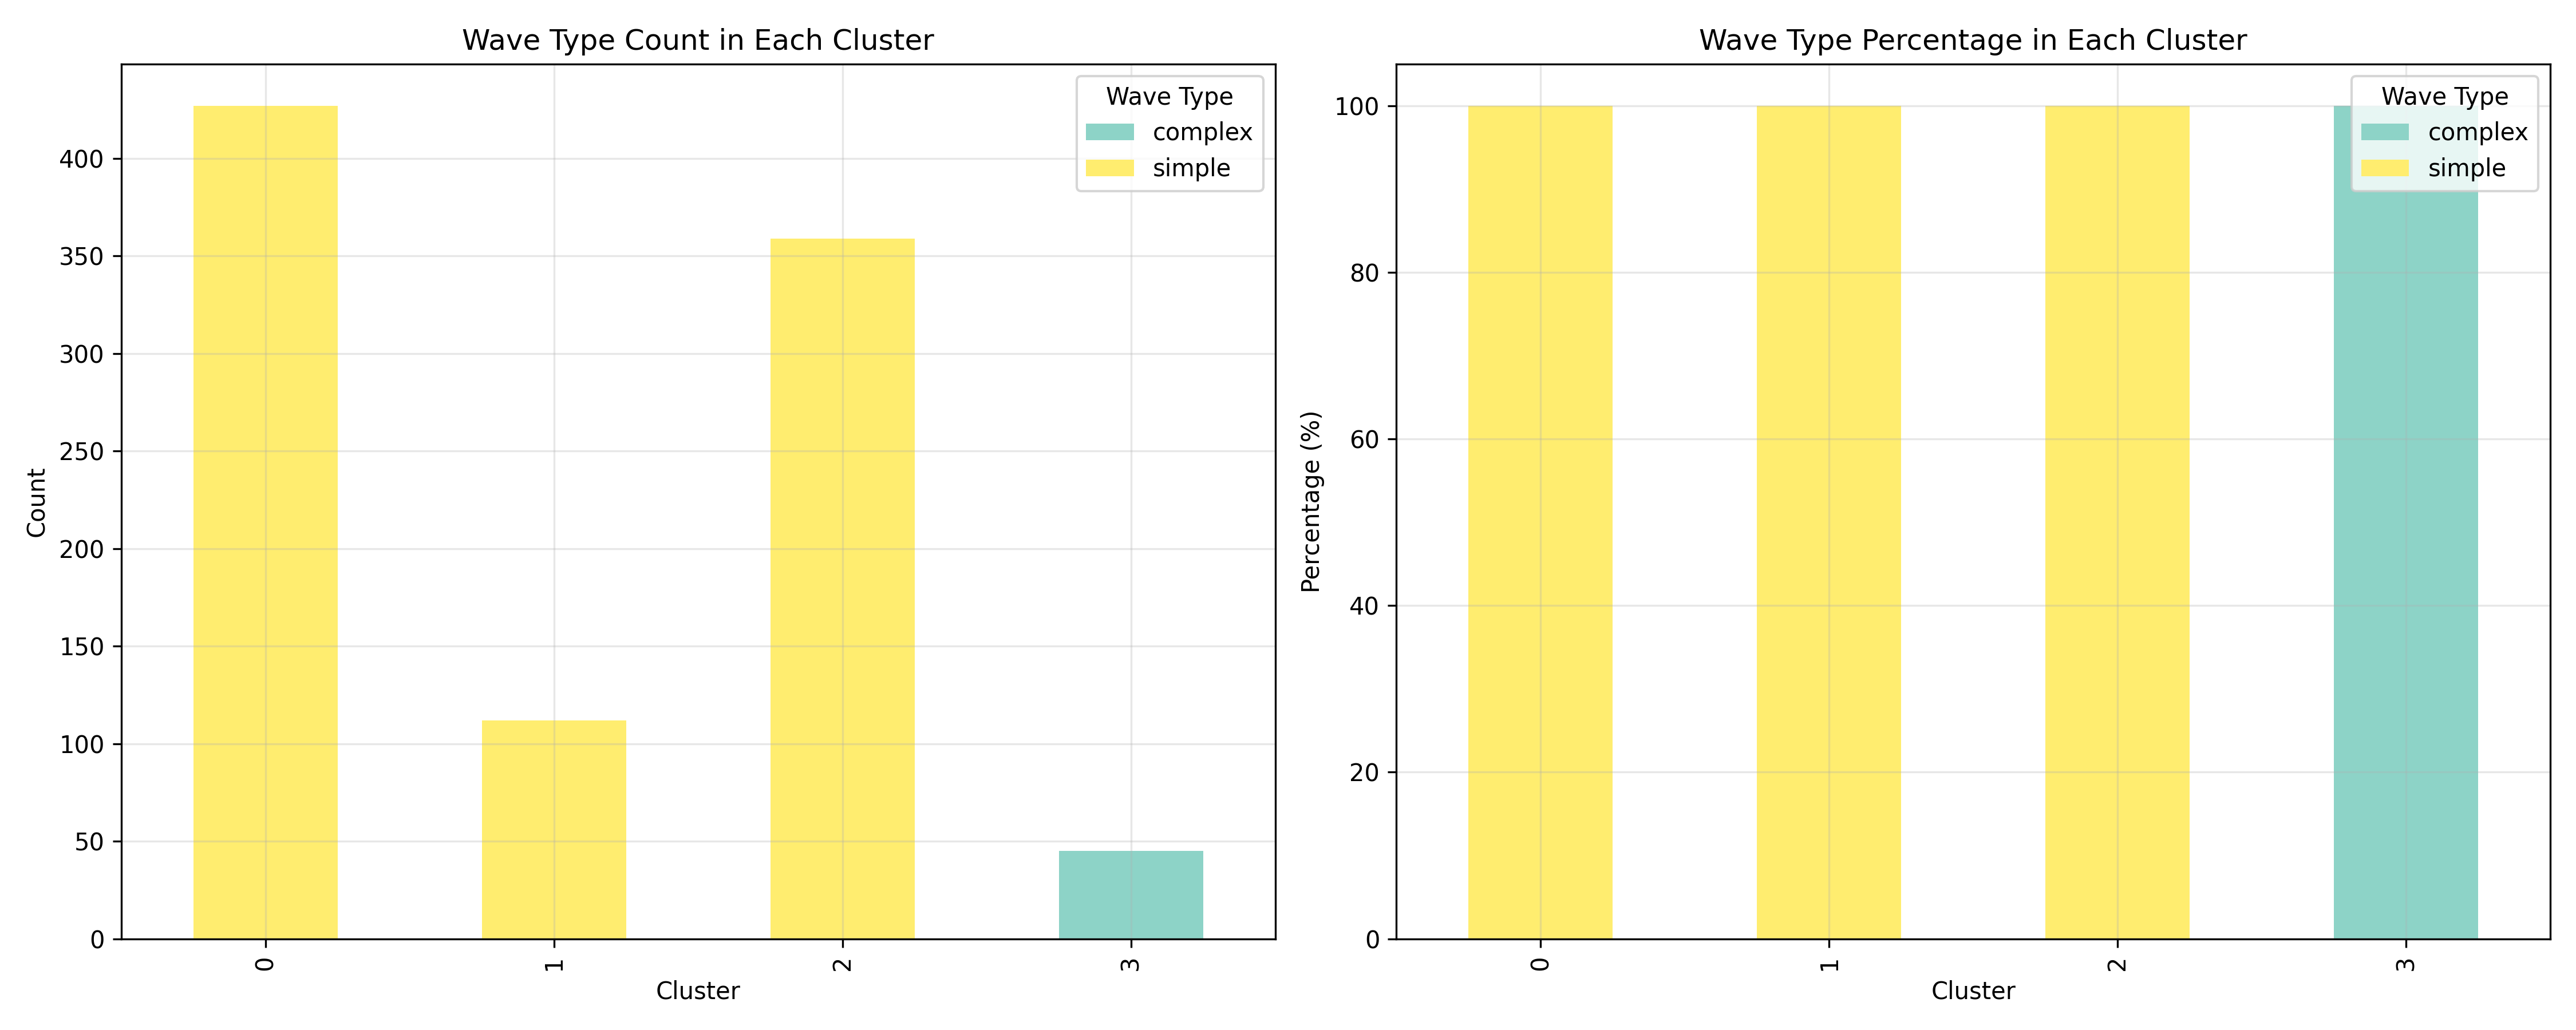 Wave Type Count in Each Cluster
Wave Type
complex
simple
400
350
300
250
200
150
100
50
0
Count
0
1
2
3
Cluster
Wave Type Percentage in Each Cluster
Wave Type
complex
simple
100
80
60
40
20
0
Percentage (%)
0
1
2
3
Cluster